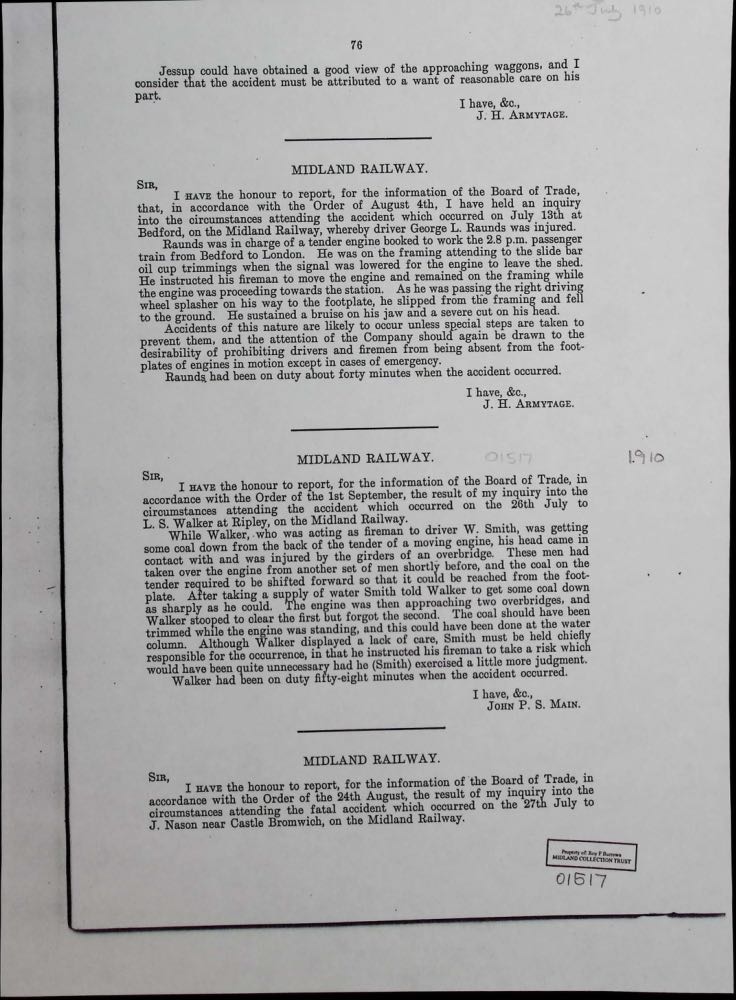 26th July 1910
76
Jessup could have obtained a good view of the approaching waggons, and I
consider that the accident must be attributed to a want of reasonable care on his
part.
I have, &c.,
J. H. ARMYTAGE.
MIDLAND RAILWAY.
SIR,
I HAVE the honour to report, for the information of the Board of Trade,
that, in accordance with the Order of August 4th, I have held an inquiry
into the circumstances attending the accident which occurred on July 13th at
Bedford, on the Midland Railway, whereby driver George L. Raunds was injured.
Raunds was in charge of a tender engine booked to work the 2.8 p.m. passenger
train from Bedford to London. He was on the framing attending to the slide bar
oil cup trimmings when the signal was lowered for the engine to leave the shed.
He instructed his fireman to move the engine and remained on the framing while
the engine was proceeding towards the station. As he was passing the right driving
wheel splasher on his way to the footplate, he slipped from the framing and fell
to the ground. He sustained a bruise on his jaw and a severe cut on his head.
Accidents of this nature are likely to occur unless special steps are taken to
prevent them, and the attention of the Company should again be drawn to the
desirability of prohibiting drivers and firemen from being absent from the foot-
plates of engines in motion except in cases of emergency.
Raunds had been on duty about forty minutes when the accident occurred.
I have, &c.,
J. H. ARMYTAGE.
MIDLAND RAILWAY. 01517 1910
SIR,
I HAVE the honour to report, for the information of the Board of Trade, in
accordance with the Order of the 1st September, the result of my inquiry into the
circumstances attending the accident which occurred on the 26th July to
L. S. Walker at Ripley, on the Midland Railway.
While Walker, who was acting as fireman to driver W. Smith, was getting
some coal down from the back of the tender of a moving engine, his head came in
contact with and was injured by the girders of an overbridge. These men had
taken over the engine from another set of men shortly before, and the coal on the
tender required to be shifted forward so that it could be reached from the foot-
plate. After taking a supply of water Smith told Walker to get some coal down
as sharply as he could. The engine was then approaching two overbridges, and
Walker stooped to clear the first but forgot the second. The coal should have been
trimmed while the engine was standing, and this could have been done at the water
column. Although Walker displayed a lack of care, Smith must be held chiefly
responsible for the occurrence, in that he instructed his fireman to take a risk which
would have been quite unnecessary had he (Smith) exercised a little more judgment.
Walker had been on duty fifty-eight minutes when the accident occurred.
I have, &c.,
JOHN P. S. MAIN.
MIDLAND RAILWAY.
SIR,
I HAVE the honour to report, for the information of the Board of Trade, in
accordance with the Order of the 24th August, the result of my inquiry into the
circumstances attending the fatal accident which occurred on the 27th July to
J. Nason near Castle Bromwich, on the Midland Railway.
Property of: Roy F Burrows
MIDLAND COLLECTION TRUST
01517